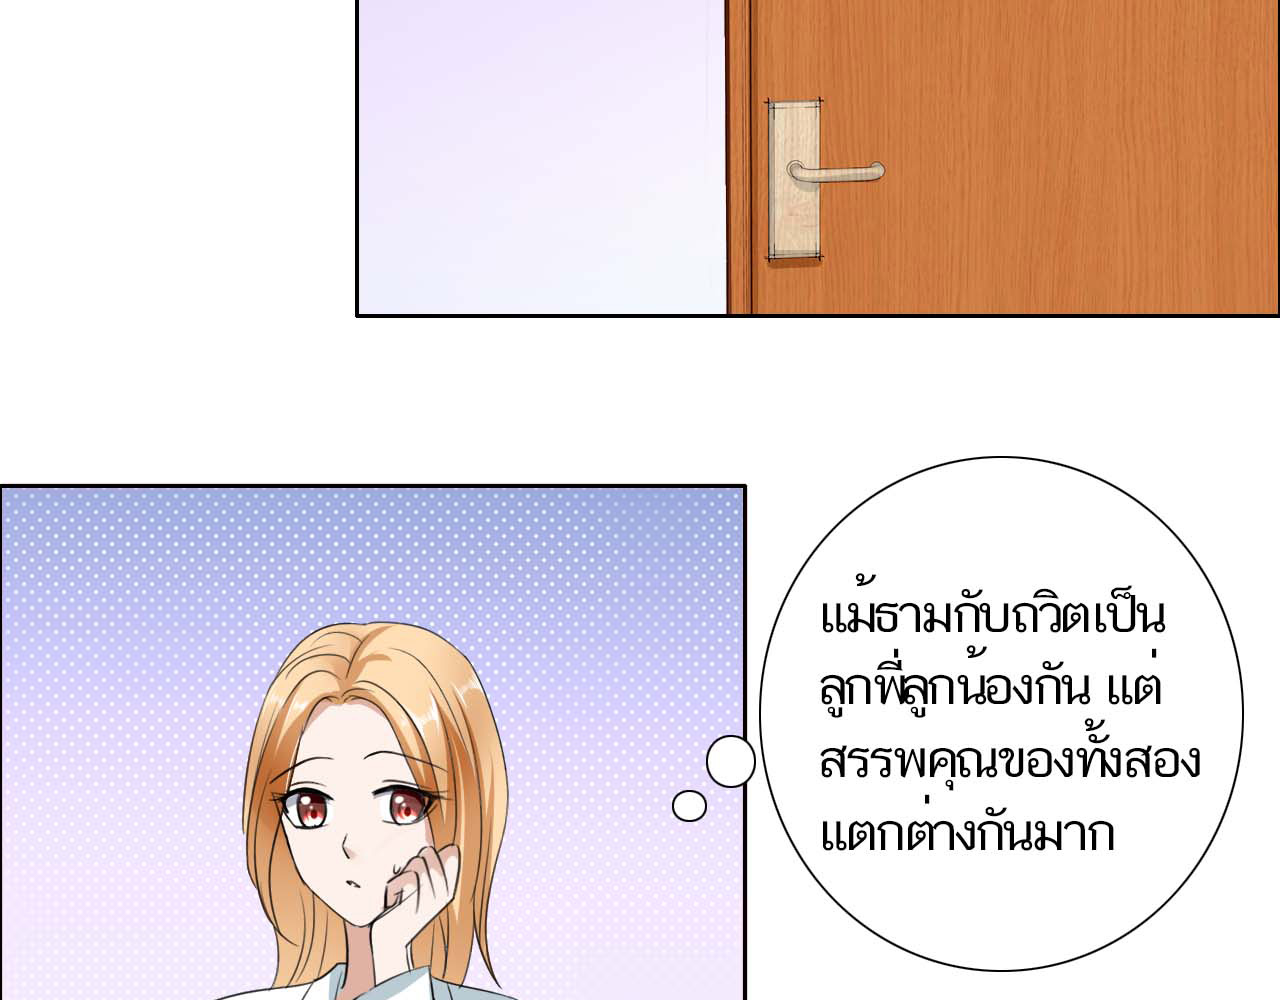 แม้ธามกับถวิตเป็น
ลูกพี่ลูกน้องกัน แต่
สรรพคุณของทั้งสอง
แตกต่างกันมาก